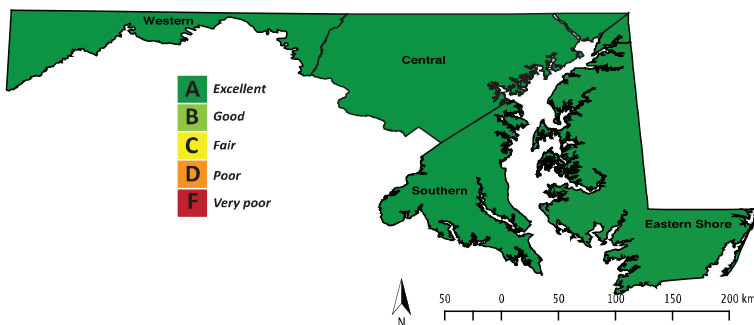 Western
Central
A Excellent
B Good
C Fair
D Poor
F Very poor
Southern
Eastern Shore
N
50 0 50 100 150 200 km